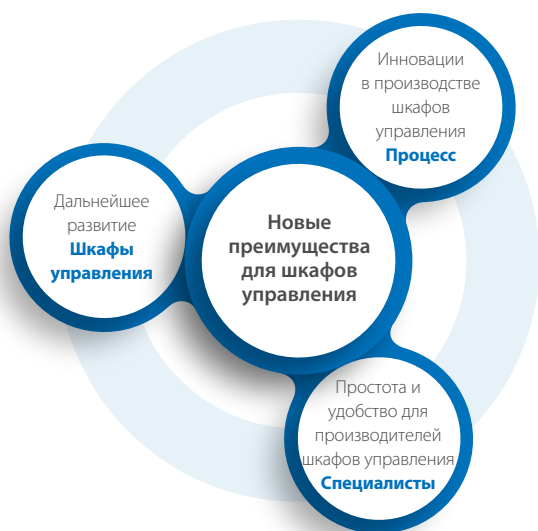 Инновации
в производстве
шкафов
управления
Процесс
Дальнейшее
развитие
Шкафы
управления
Новые
преимущества
для шкафов
управления
Простота и
удобство для
производителей
шкафов управления
Специалисты